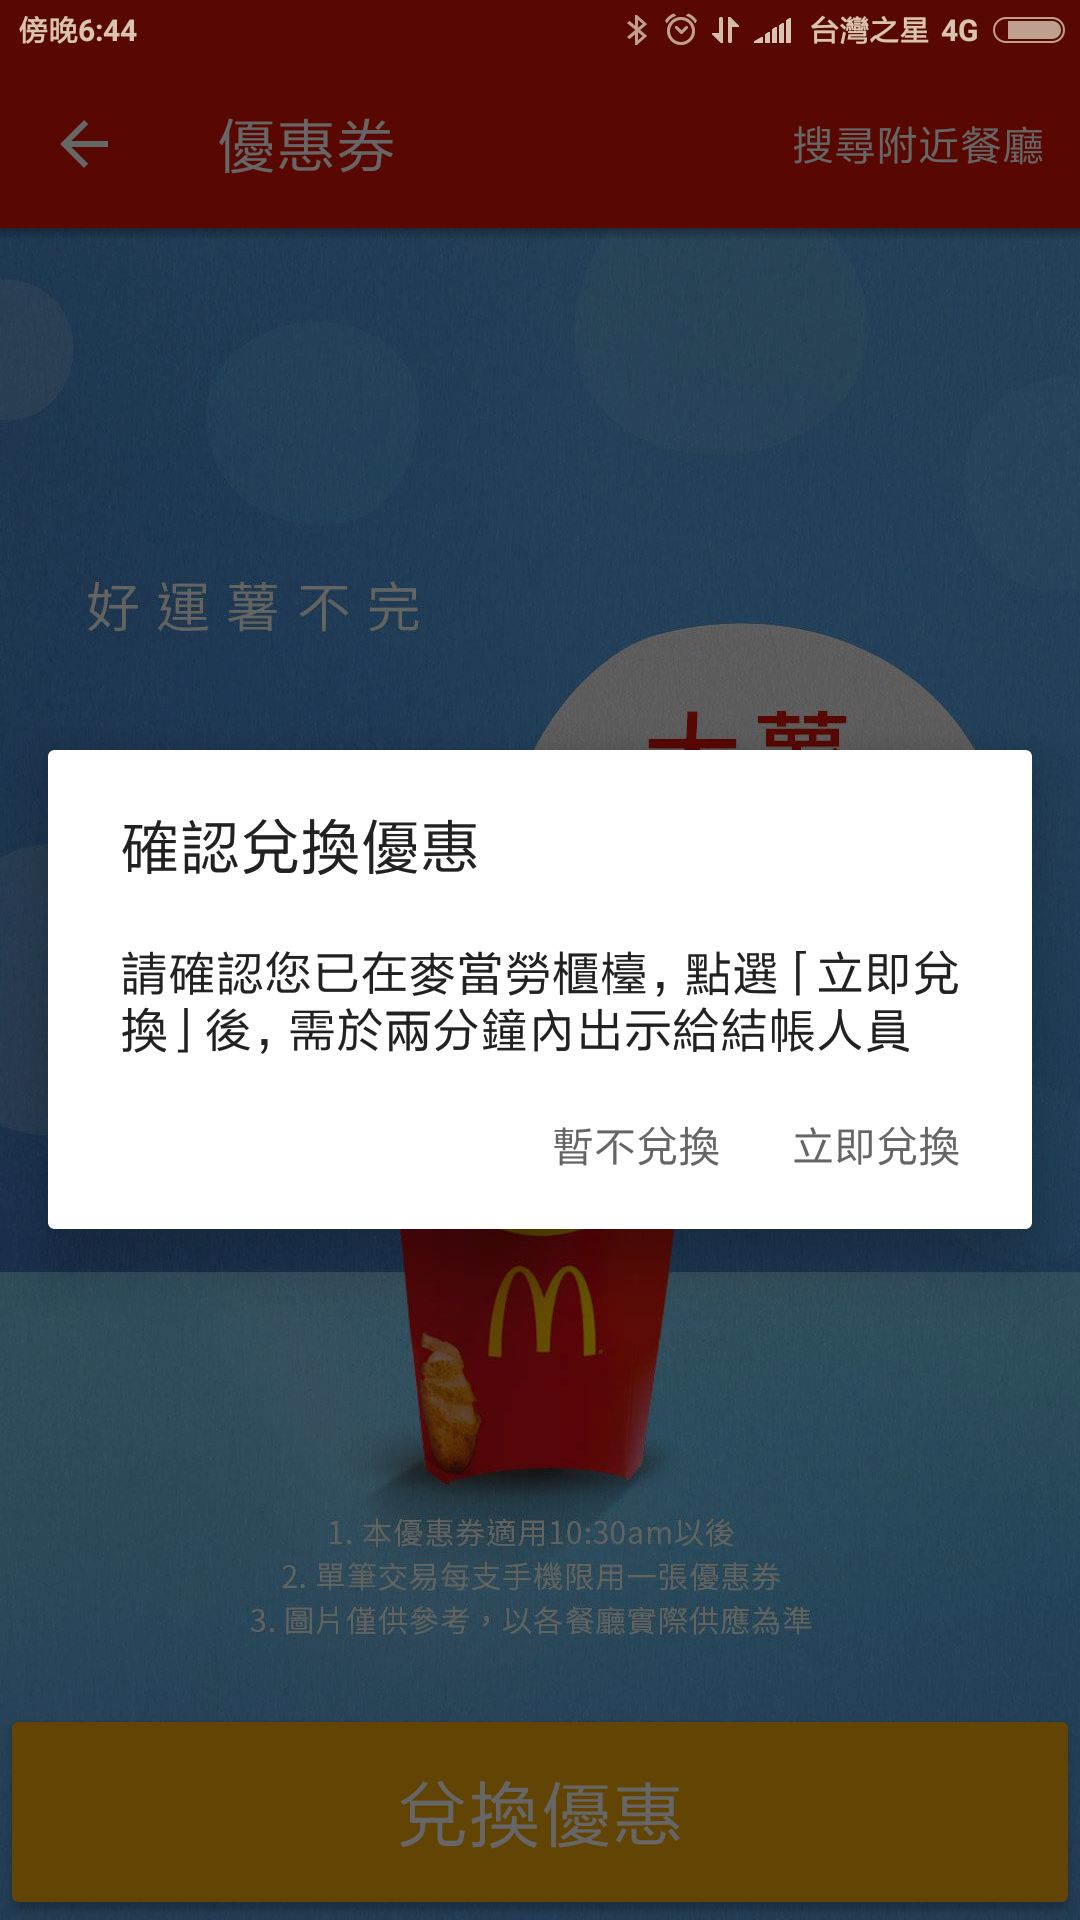 傍晚6:44
台灣之星 4G
優惠券
搜尋附近餐廳
好運薯不完
大薯
確認兌換優惠
請確認您已在麥當勞櫃檯，點選「立即兌
換」後，需於兩分鐘內出示給結帳人員
暫不兌換
立即兌換
1. 本優惠券適用10:30am以後
2. 單筆交易每支手機限用一張優惠券
3. 圖片僅供參考，以各餐廳實際供應為準
兌換優惠